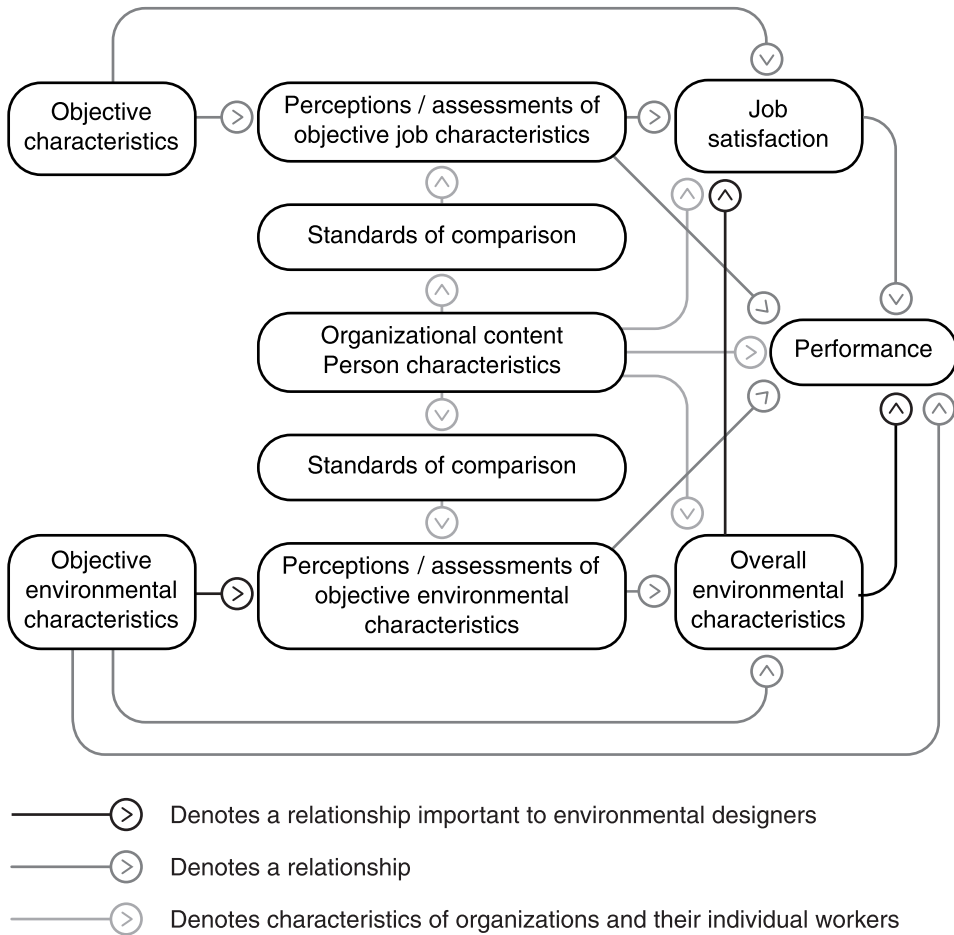 Objective
characteristics
Perceptions / assessments of
objective job characteristics
Job
satisfaction
Standards of comparison
Organizational content
Person characteristics
Performance
Standards of comparison
Objective
environmental
characteristics
Perceptions / assessments of
objective environmental
characteristics
Overall
environmental
characteristics
Denotes a relationship important to environmental designers
Denotes a relationship
Denotes characteristics of organizations and their individual workers